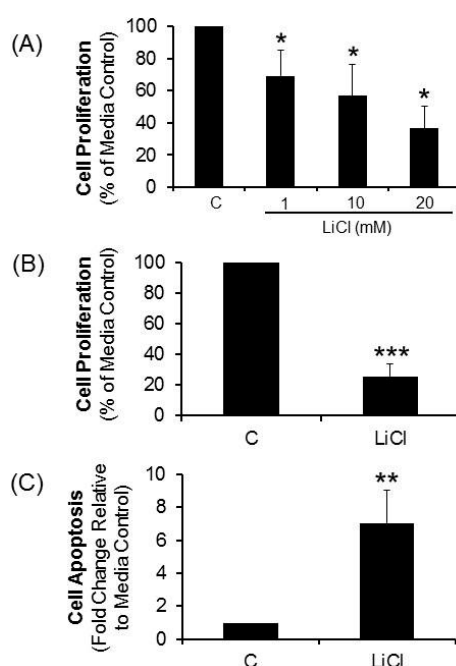 (A)
Cell Proliferation
(% of Media Control)
100
80
60
40
20
0
*
*
*
C
1
10
20
LiCl (mM)
(B)
Cell Proliferation
(% of Media Control)
100
80
60
40
20
0
***
C
LiCl
(C)
Cell Apoptosis
(Fold Change Relative
to Media Control)
10
8
6
4
2
0
**
C
LiCl